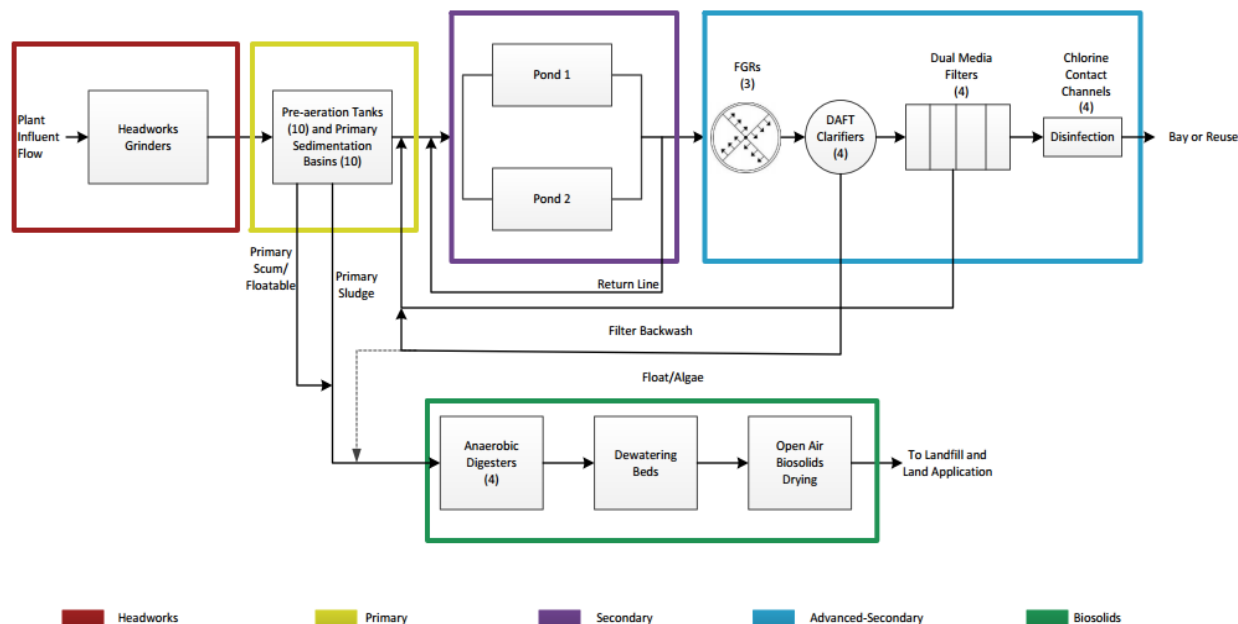 Plant
Influent
Flow
Headworks
Grinders
Pre-aeration Tanks
(10) and Primary
Sedimentation
Basins (10)
Pond 1
Pond 2
FGRs
(3)
DAFT
Clarifiers
(4)
Dual Media
Filters
(4)
Chlorine
Contact
Channels
(4)
Disinfection
Bay or Reuse
Primary
Scum/
Floatable
Primary
Sludge
Return Line
Filter Backwash
Float/Algae
Anaerobic
Digesters
(4)
Dewatering
Beds
Open Air
Biosolids
Drying
To Landfill and
Land Application
Headworks
Primary
Secondary
Advanced-Secondary
Biosolids